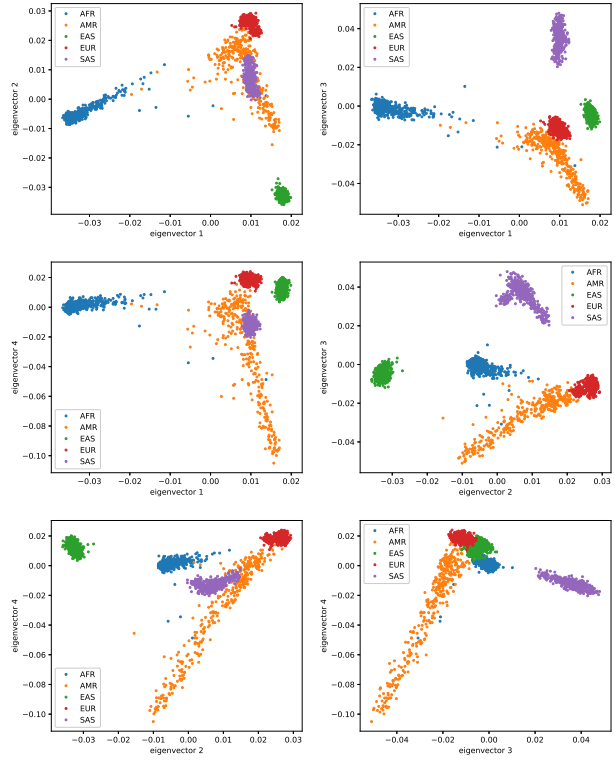 0.03
0.02
0.01
0.00
−0.01
−0.02
−0.03
eigenvector 2
−0.03 −0.02 −0.01 0.00 0.01 0.02
eigenvector 1
AFR
AMR
EAS
EUR
SAS
0.04
0.02
0.00
−0.02
−0.04
eigenvector 3
−0.03 −0.02 −0.01 0.00 0.01 0.02
eigenvector 1
AFR
AMR
EAS
EUR
SAS
0.02
0.00
−0.02
−0.04
−0.06
−0.08
−0.10
eigenvector 4
−0.03 −0.02 −0.01 0.00 0.01 0.02
eigenvector 1
AFR
AMR
EAS
EUR
SAS
0.04
0.02
0.00
−0.02
−0.04
eigenvector 3
−0.03 −0.02 −0.01 0.00 0.01 0.02 0.03
eigenvector 2
AFR
AMR
EAS
EUR
SAS
0.02
0.00
−0.02
−0.04
−0.06
−0.08
−0.10
eigenvector 4
−0.03 −0.02 −0.01 0.00 0.01 0.02 0.03
eigenvector 2
AFR
AMR
EAS
EUR
SAS
0.02
0.00
−0.02
−0.04
−0.06
−0.08
−0.10
eigenvector 4
−0.04 −0.02 0.00 0.02 0.04
eigenvector 3
AFR
AMR
EAS
EUR
SAS